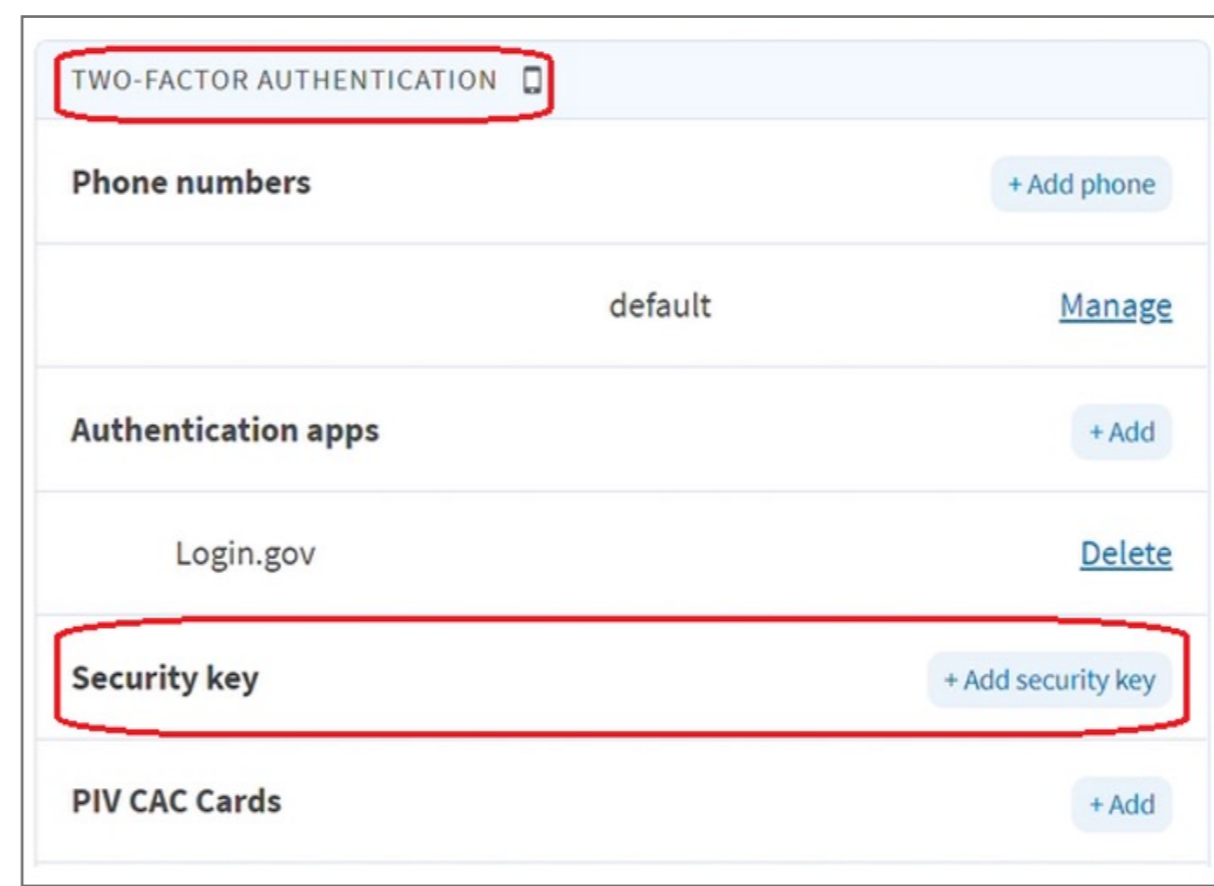 TWO-FACTOR AUTHENTICATION
Phone numbers + Add phone
default Manage
Authentication apps + Add
Login.gov Delete
Security key + Add security key
PIV CAC Cards + Add